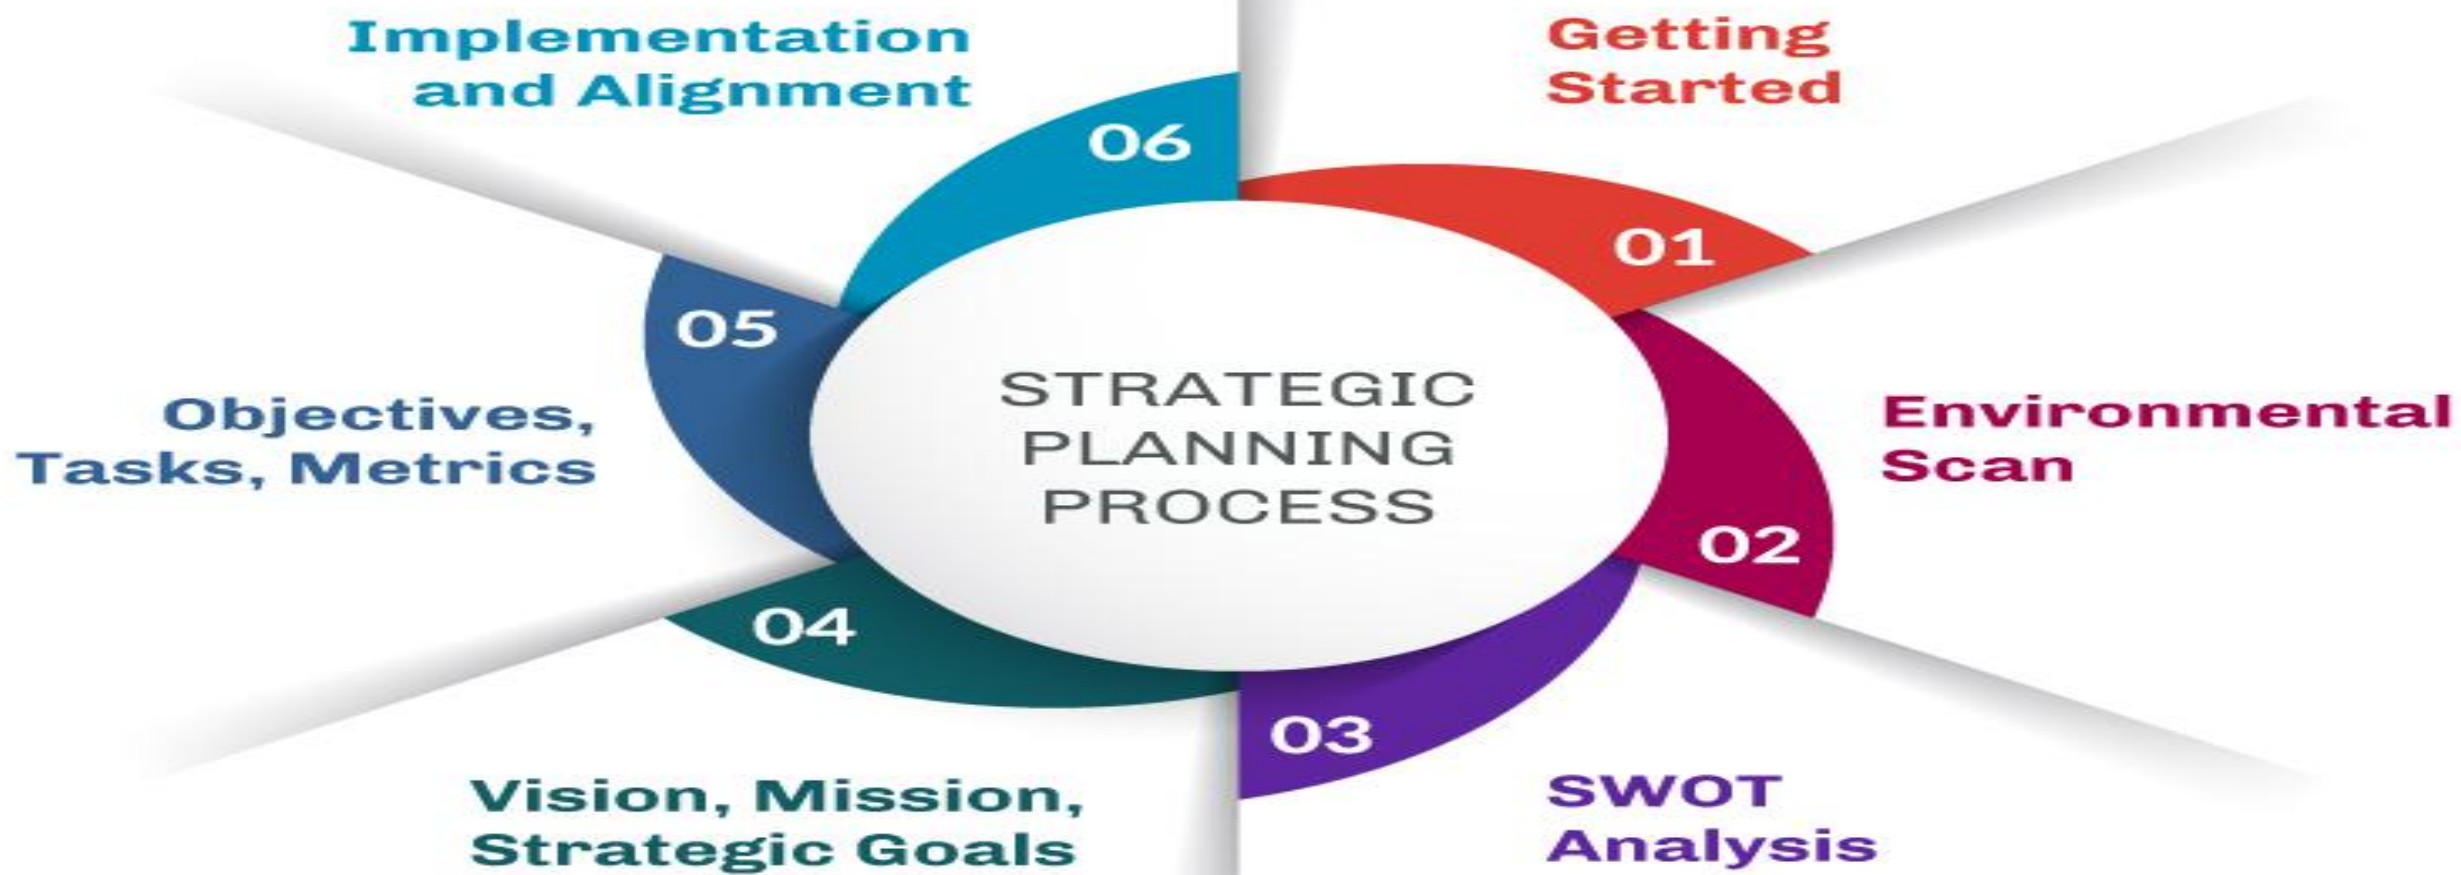 STRATEGIC
PLANNING
PROCESS
Getting
Started
01
Environmental
Scan
02
SWOT
Analysis
03
Vision, Mission,
Strategic Goals
04
Objectives,
Tasks, Metrics
05
Implementation
and Alignment
06